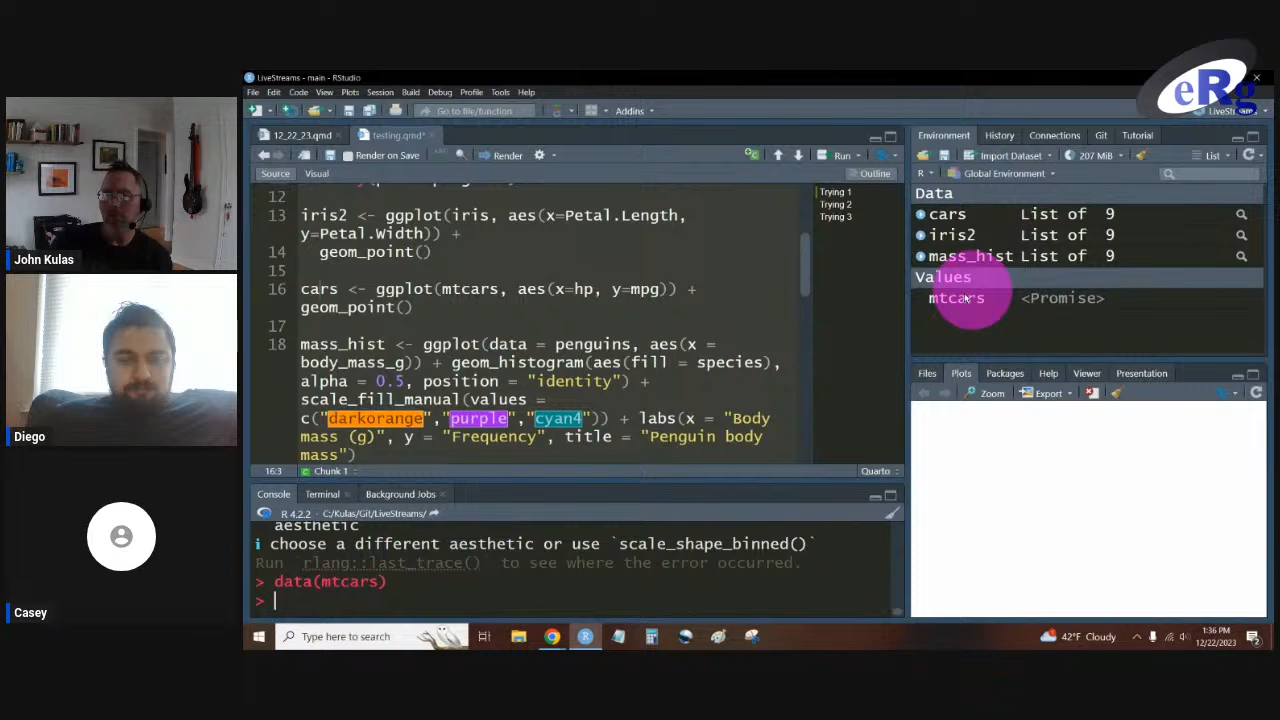 eRg
John Kulas
Diego
Casey
LiveStreams - main - RStudio
File Edit Code View Plots Session Build Debug Profile Tools Help
Go to file/function Addins
LiveStreams
12_22_23.qmd testing.qmd*
Render on Save Render Run
Source Visual Outline
12
13 iris2 <- ggplot(iris, aes(x=Petal.Length,
y=Petal.Width)) +
14 geom_point()
15
16 cars <- ggplot(mtcars, aes(x=hp, y=mpg)) +
geom_point()
17
18 mass_hist <- ggplot(data = penguins, aes(x =
body_mass_g)) + geom_histogram(aes(fill = species),
alpha = 0.5, position = "identity") +
scale_fill_manual(values =
c("darkorange","purple","cyan4")) + labs(x = "Body
mass (g)", y = "Frequency", title = "Penguin body
mass")
Trying 1
Trying 2
Trying 3
16:3 Chunk 1 Quarto
Console Terminal Background Jobs
R 4.2.2 · C:/Kulas/Git/LiveStreams/
aesthetic
i choose a different aesthetic or use `scale_shape_binned()`
Run `rlang::last_trace()` to see where the error occurred.
> data(mtcars)
>
Environment History Connections Git Tutorial
Import Dataset 207 MiB List
R Global Environment
Data
cars List of 9
iris2 List of 9
mass_hist List of 9
Values
mtcars <Promise>
Files Plots Packages Help Viewer Presentation
Zoom Export
Type here to search
42°F Cloudy
1:36 PM
12/22/2023
2